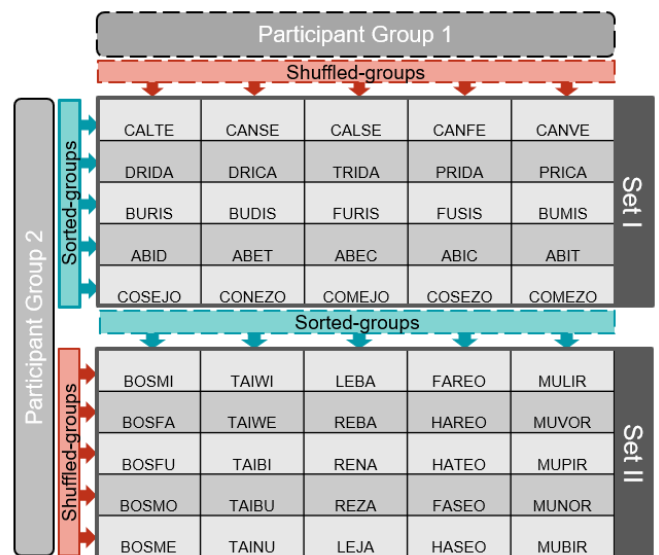 Participant Group 1
Shuffled-groups
Participant Group 2
Sorted-groups
CALTE CANSE CALSE CANFE CANVE
DRIDA DRICA TRIDA PRIDA PRICA
BURIS BUDIS FURIS FUSIS BUMIS
ABID ABET ABEC ABIC ABIT
COSEJO CONEZO COMEJO COSEZO COMEZO
Set I
Sorted-groups
Shuffled-groups
BOSMI TAIWI LEBA FAREO MULIR
BOSFA TAIWE REBA HAREO MUVOR
BOSFU TAIBI RENA HATEO MUPIR
BOSMO TAIBU REZA FASEO MUNOR
BOSME TAINU LEJA HASEO MUBIR
Set II